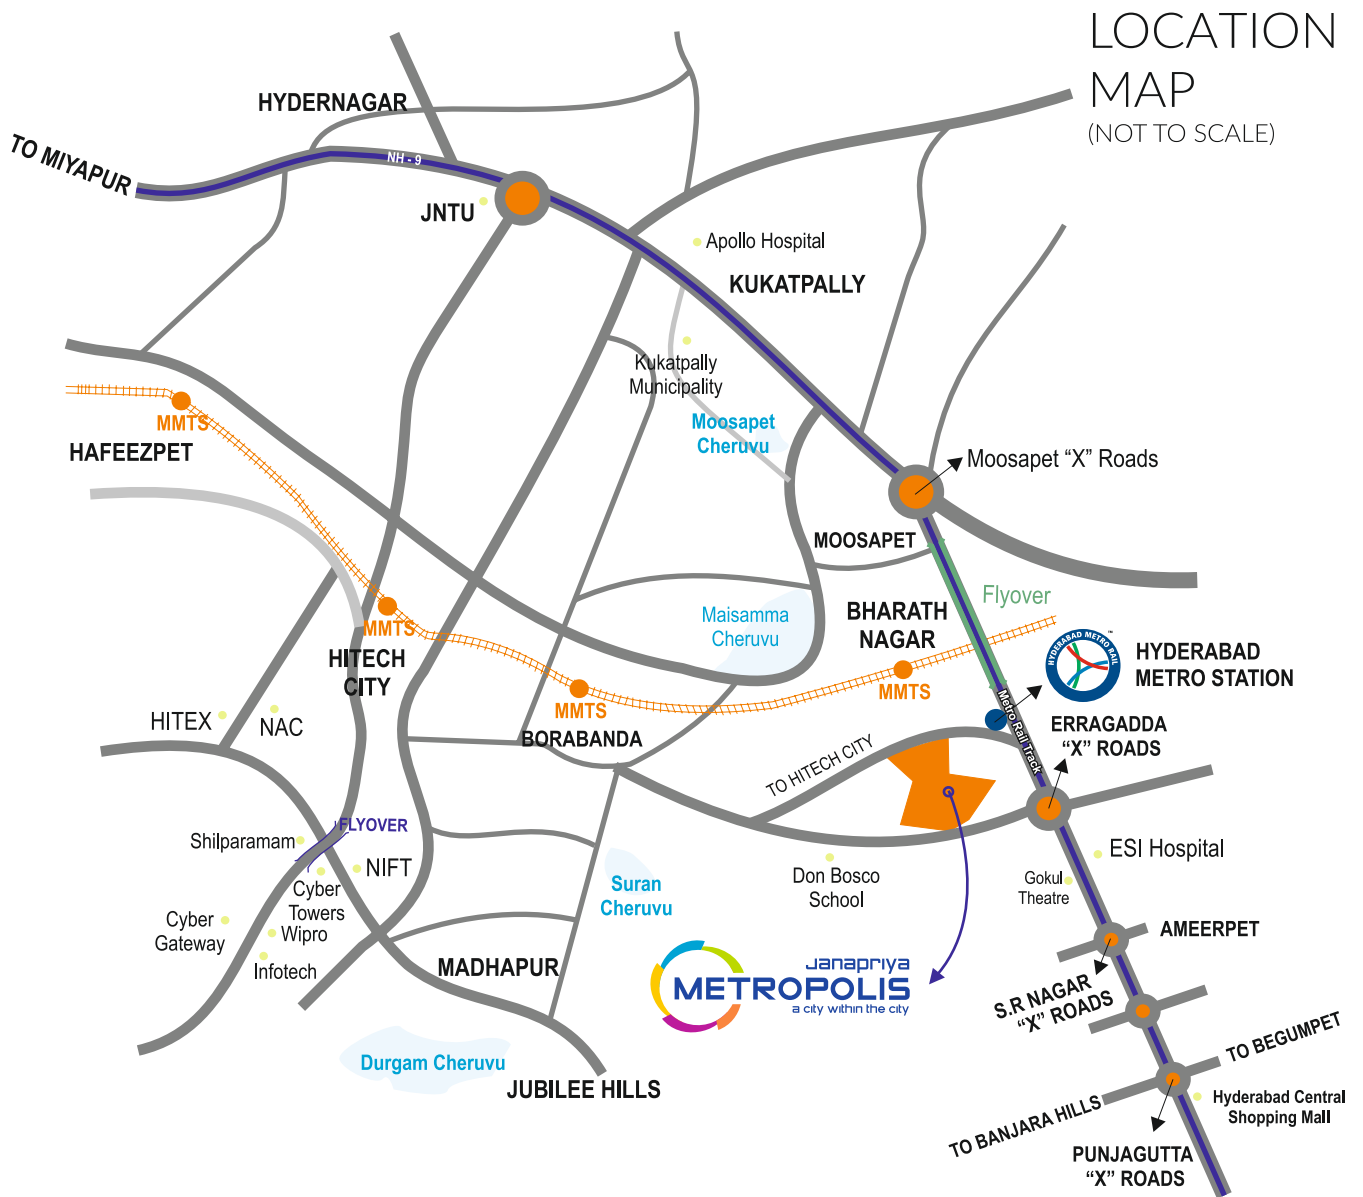 LOCATION
MAP
(NOT TO SCALE)
HYDERNAGAR
TO MIYAPUR
NH - 9
JNTU
Apollo Hospital
KUKATPALLY
Kukatpally
Municipality
MMTS
HAFEEZPET
Moosapet
Cheruvu
Moosapet “X” Roads
MOOSAPET
Flyover
Maisamma
Cheruvu
BHARATH
NAGAR
MMTS
HITECH
CITY
HYDERABAD METRO RAIL
™
HYDERABAD
METRO STATION
MMTS
MMTS
BORABANDA
HITEX
NAC
Metro Rail Track
ERRAGADDA
“X” ROADS
TO HITECH CITY
FLYOVER
Shilparamam
NIFT
Cyber
Towers
Wipro
Cyber
Gateway
Infotech
Suran
Cheruvu
Don Bosco
School
ESI Hospital
Gokul
Theatre
AMEERPET
MADHAPUR
Janapriya
METROPOLIS
a city within the city
S.R NAGAR
“X” ROADS
Durgam Cheruvu
JUBILEE HILLS
TO BEGUMPET
TO BANJARA HILLS
Hyderabad Central
Shopping Mall
PUNJAGUTTA
“X” ROADS